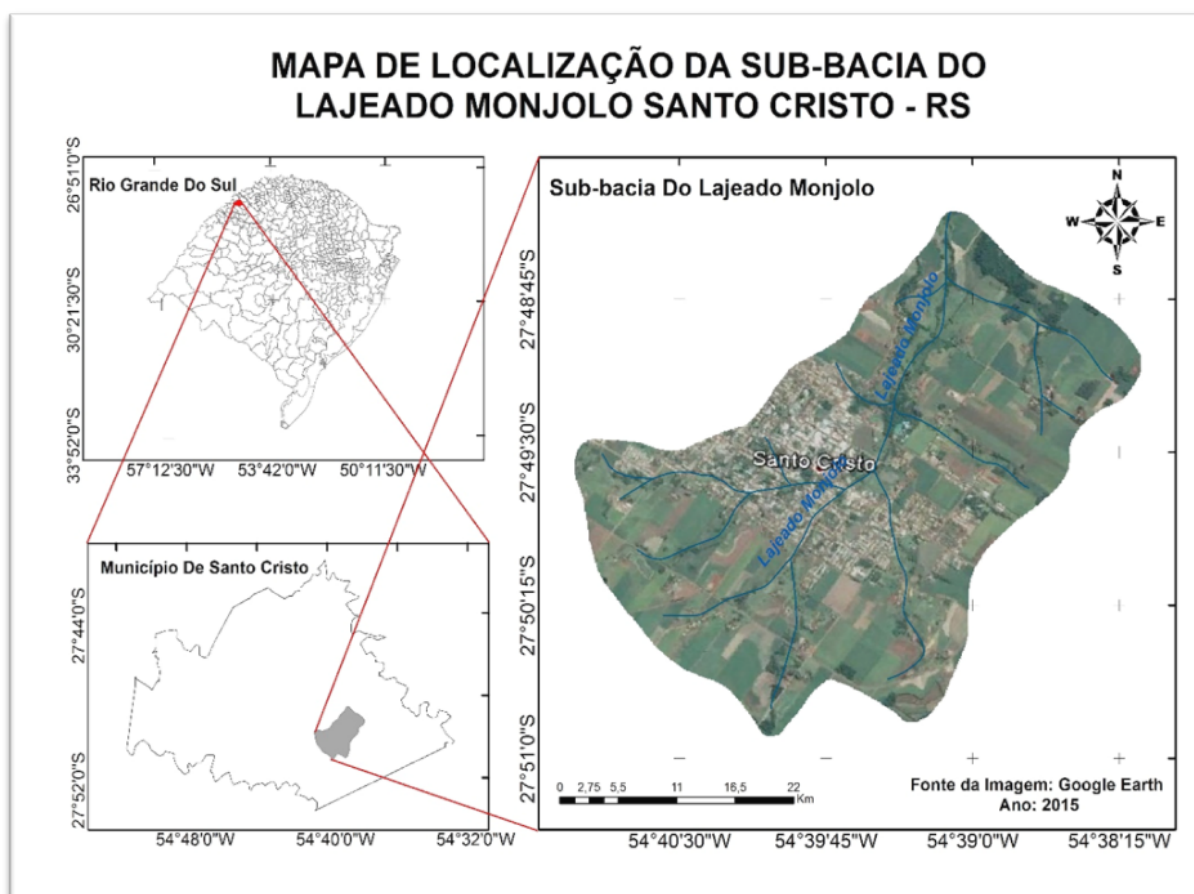 MAPA DE LOCALIZAÇÃO DA SUB-BACIA DO
LAJEADO MONJOLO SANTO CRISTO - RS
Rio Grande Do Sul
26°51'0"S
30°21'30"S
33°52'0"S
57°12'30"W
53°42'0"W
50°11'30"W
Município De Santo Cristo
27°44'0"S
27°52'0"S
54°48'0"W
54°40'0"W
54°32'0"W
Sub-bacia Do Lajeado Monjolo
N
W
E
S
Lajeado Monjolo
Santo Cristo
Lajeado Monjolo
27°48'45"S
27°49'30"S
27°50'15"S
27°51'0"S
0 2,75 5,5 11 16,5 22
Km
Fonte da Imagem: Google Earth
Ano: 2015
54°40'30"W
54°39'45"W
54°39'0"W
54°38'15"W